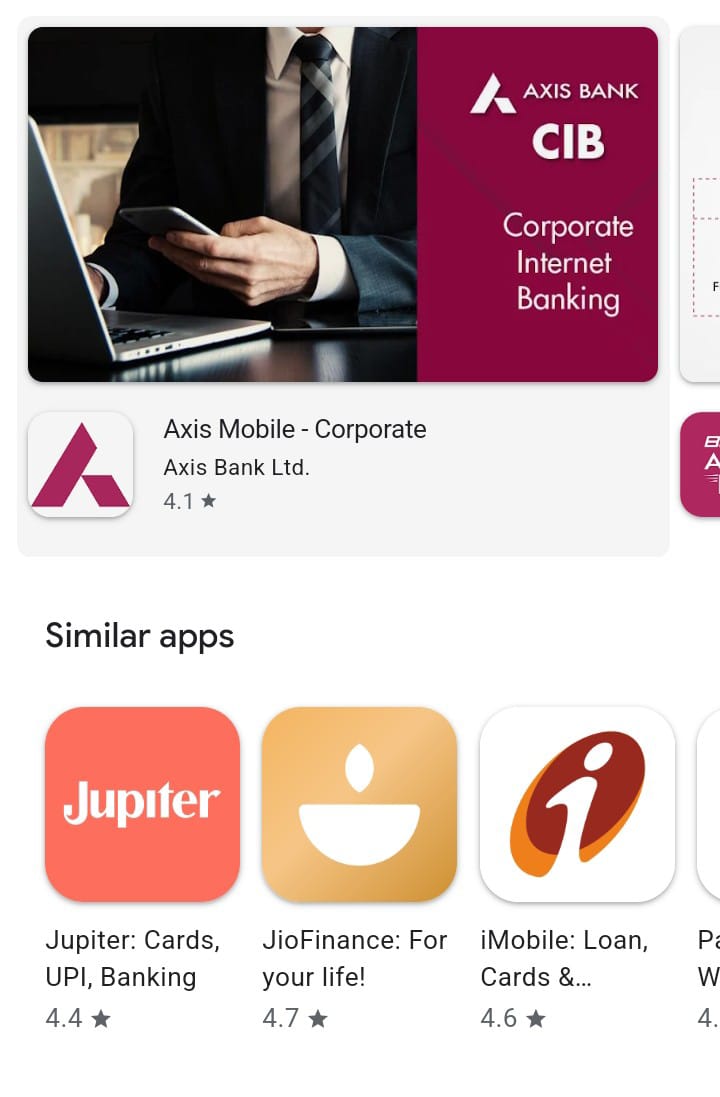 AXIS BANK
CIB
Corporate
Internet
Banking
F
Axis Mobile - Corporate
Axis Bank Ltd.
4.1 ★
Similar apps
Jupiter
Jupiter: Cards,
UPI, Banking
4.4 ★
JioFinance: For
your life!
4.7 ★
iMobile: Loan,
Cards &...
4.6 ★
4.